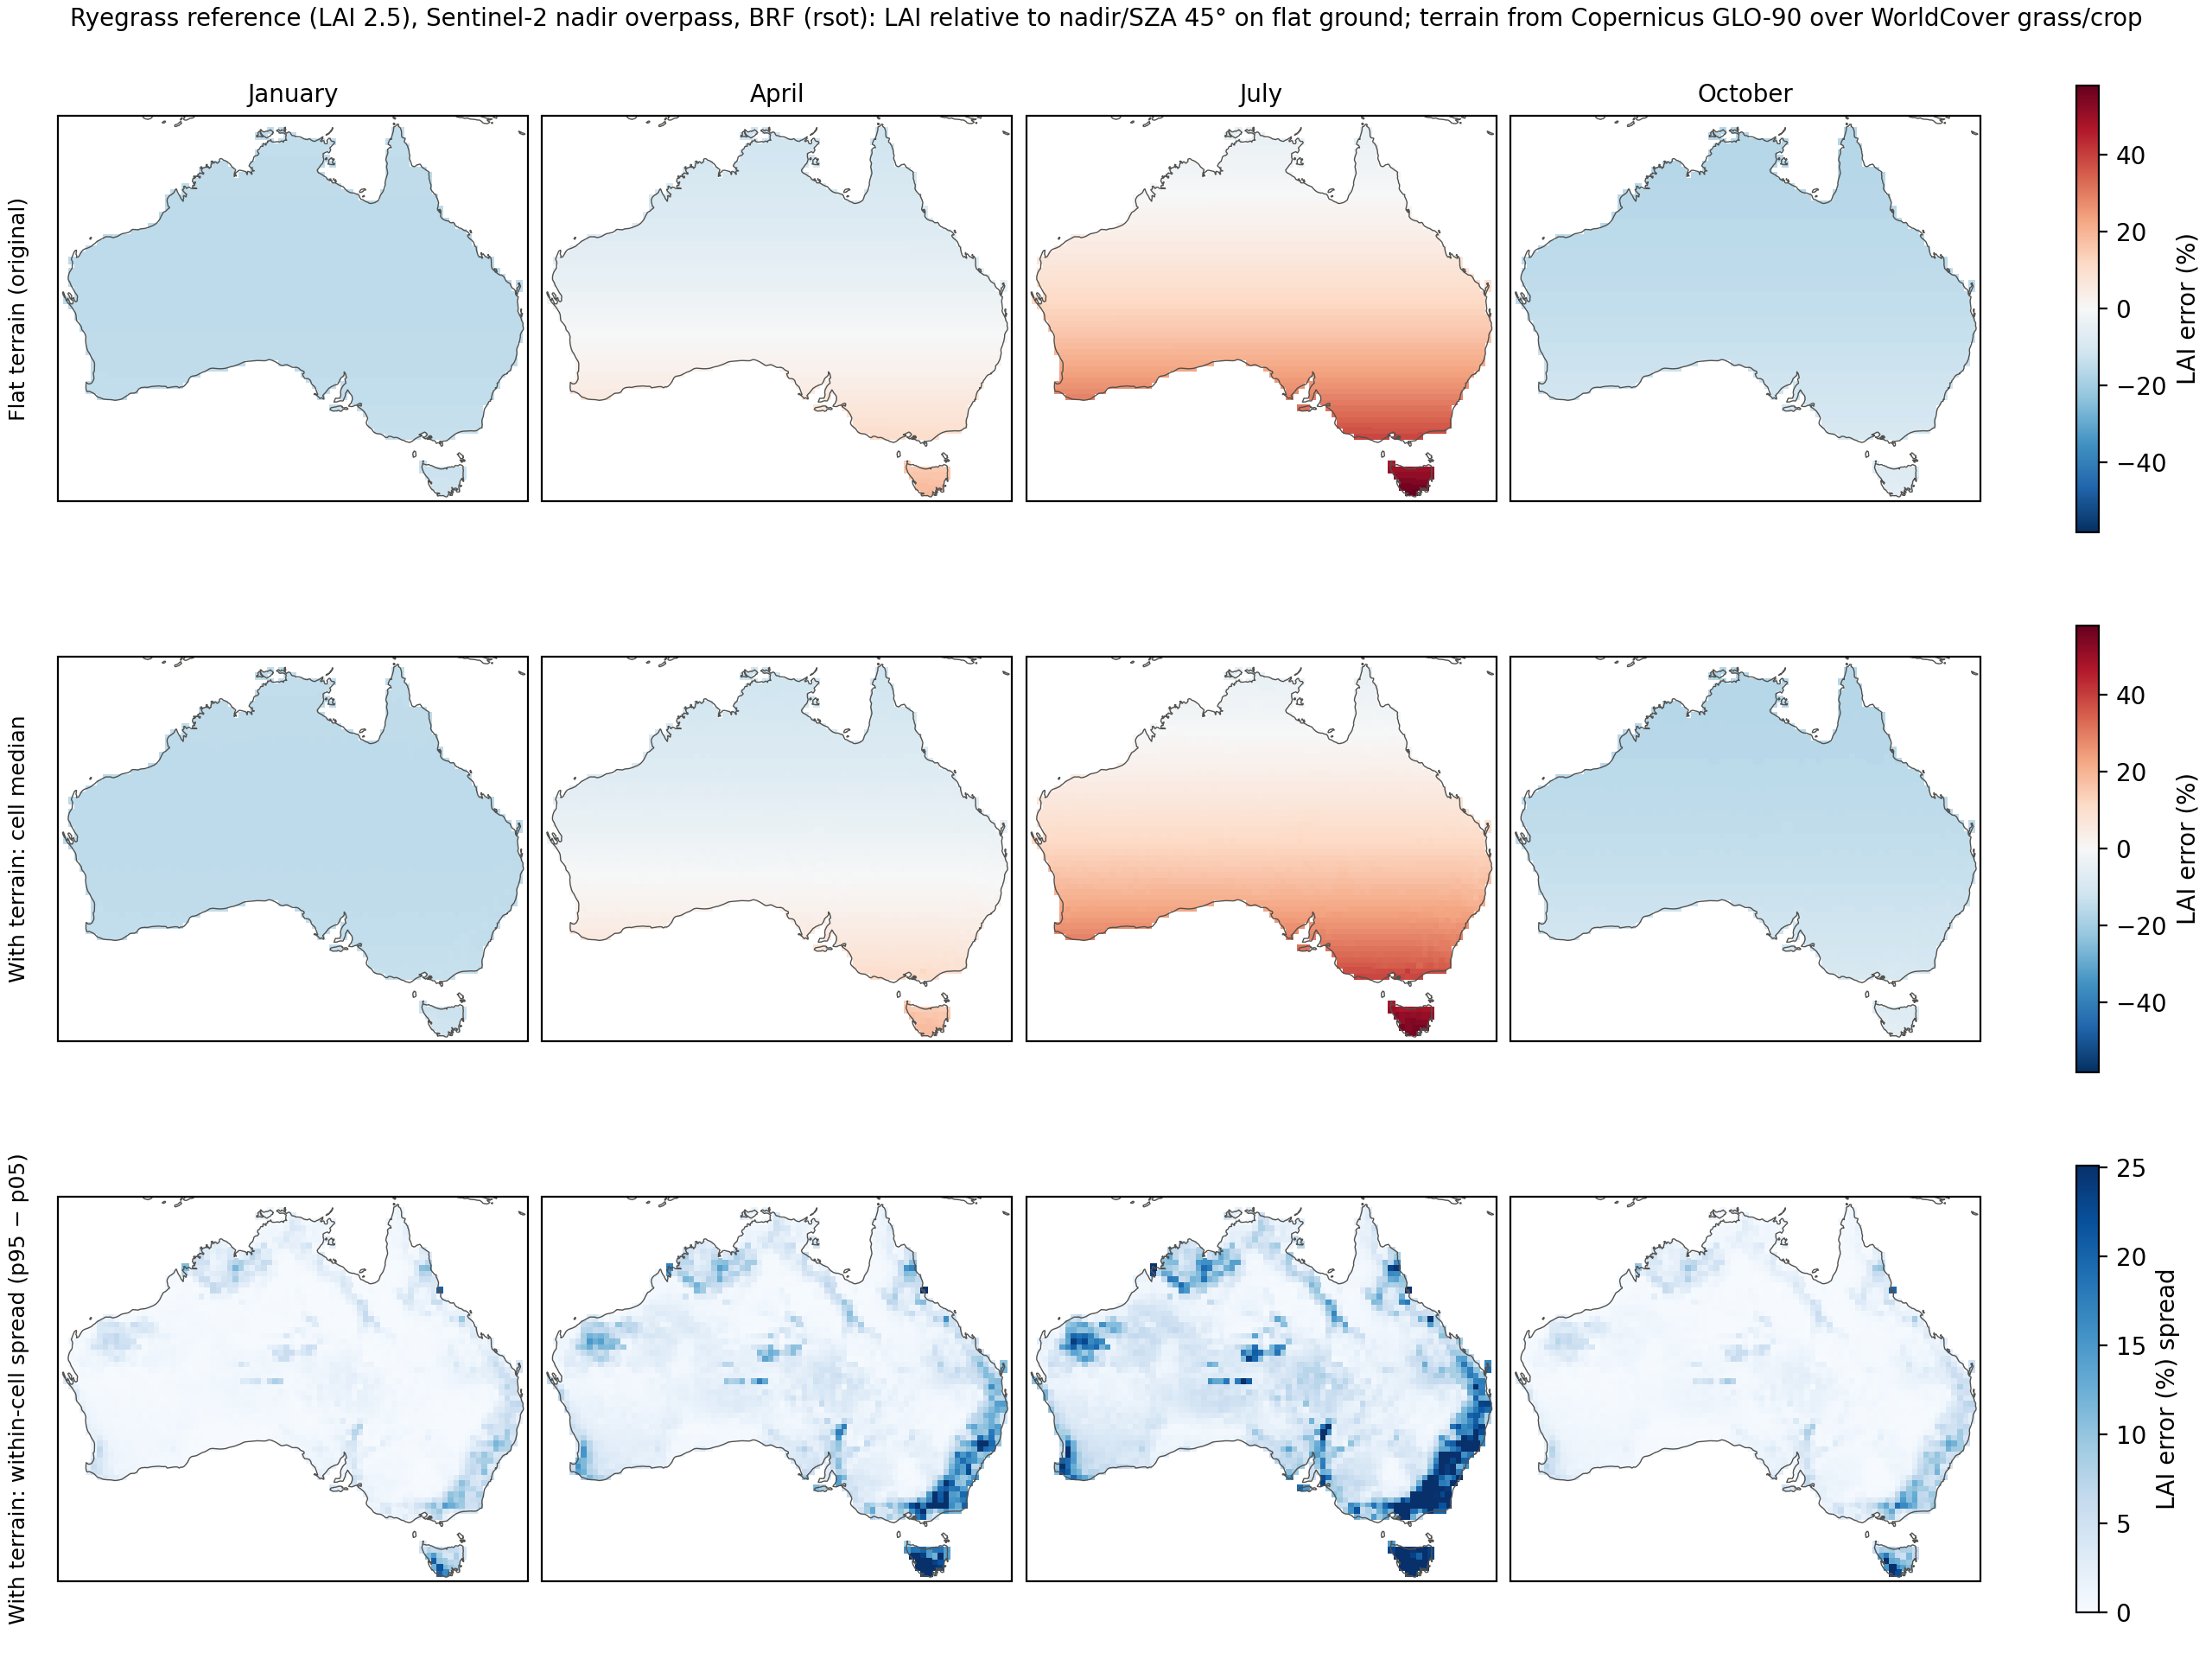 Ryegrass reference (LAI 2.5), Sentinel-2 nadir overpass, BRF (rsot): LAI relative to nadir/SZA 45° on flat ground; terrain from Copernicus GLO-90 over WorldCover grass/crop
January
April
July
October
Flat terrain (original)
40
20
0
−20
−40
LAI error (%)
With terrain: cell median
40
20
0
−20
−40
LAI error (%)
With terrain: within-cell spread (p95 − p05)
25
20
15
10
5
0
LAI error (%) spread